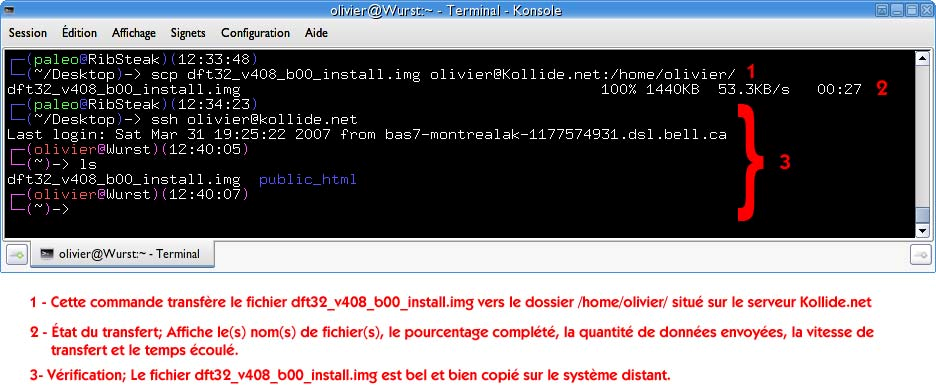 olivier@Wurst:~ - Terminal - Konsole
Session Édition Affichage Signets Configuration Aide
(paleo@RibSteak)(12:33:48)
(~/Desktop)-> scp dft32_v408_b00_install.img olivier@Kollide.net:/home/olivier/ 1
dft32_v408_b00_install.img 100% 1440KB 53.3KB/s 00:27 2
(paleo@RibSteak)(12:34:23)
(~/Desktop)-> ssh olivier@kollide.net
Last login: Sat Mar 31 19:25:22 2007 from bas7-montrealak-1177574931.dsl.bell.ca
(olivier@Wurst)(12:40:05)
(~)-> ls
3
dft32_v408_b00_install.img public_html
(olivier@Wurst)(12:40:07)
(~)->
olivier@Wurst:~ - Terminal
1 - Cette commande transfère le fichier dft32_v408_b00_install.img vers le dossier /home/olivier/ situé sur le serveur Kollide.net
2 - État du transfert; Affiche le(s) nom(s) de fichier(s), le pourcentage complété, la quantité de données envoyées, la vitesse de
transfert et le temps écoulé.
3- Vérification; Le fichier dft32_v408_b00_install.img est bel et bien copié sur le système distant.